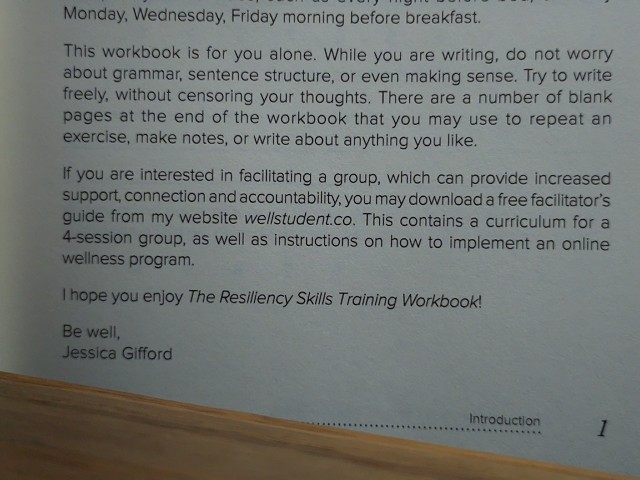 Monday, Wednesday, Friday morning before breakfast.
This workbook is for you alone. While you are writing, do not worry
about grammar, sentence structure, or even making sense. Try to write
freely, without censoring your thoughts. There are a number of blank
pages at the end of the workbook that you may use to repeat an
exercise, make notes, or write about anything you like.
If you are interested in facilitating a group, which can provide increased
support, connection and accountability, you may download a free facilitator's
guide from my website wellstudent.co. This contains a curriculum for a
4-session group, as well as instructions on how to implement an online
wellness program.
I hope you enjoy The Resiliency Skills Training Workbook!
Be well,
Jessica Gifford
Introduction 1